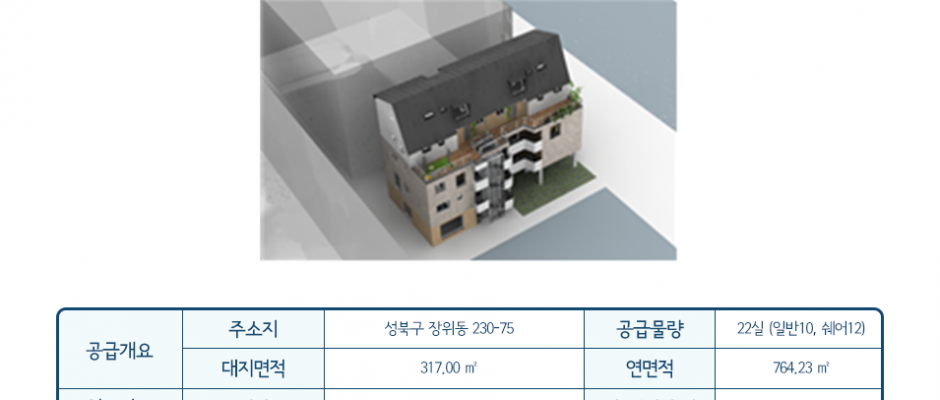 공급개요 주소지 성북구 장위동 230-75 공급물량 22실 (일반10, 쉐어12)
대지면적 317.00 ㎡ 연면적 764.23 ㎡